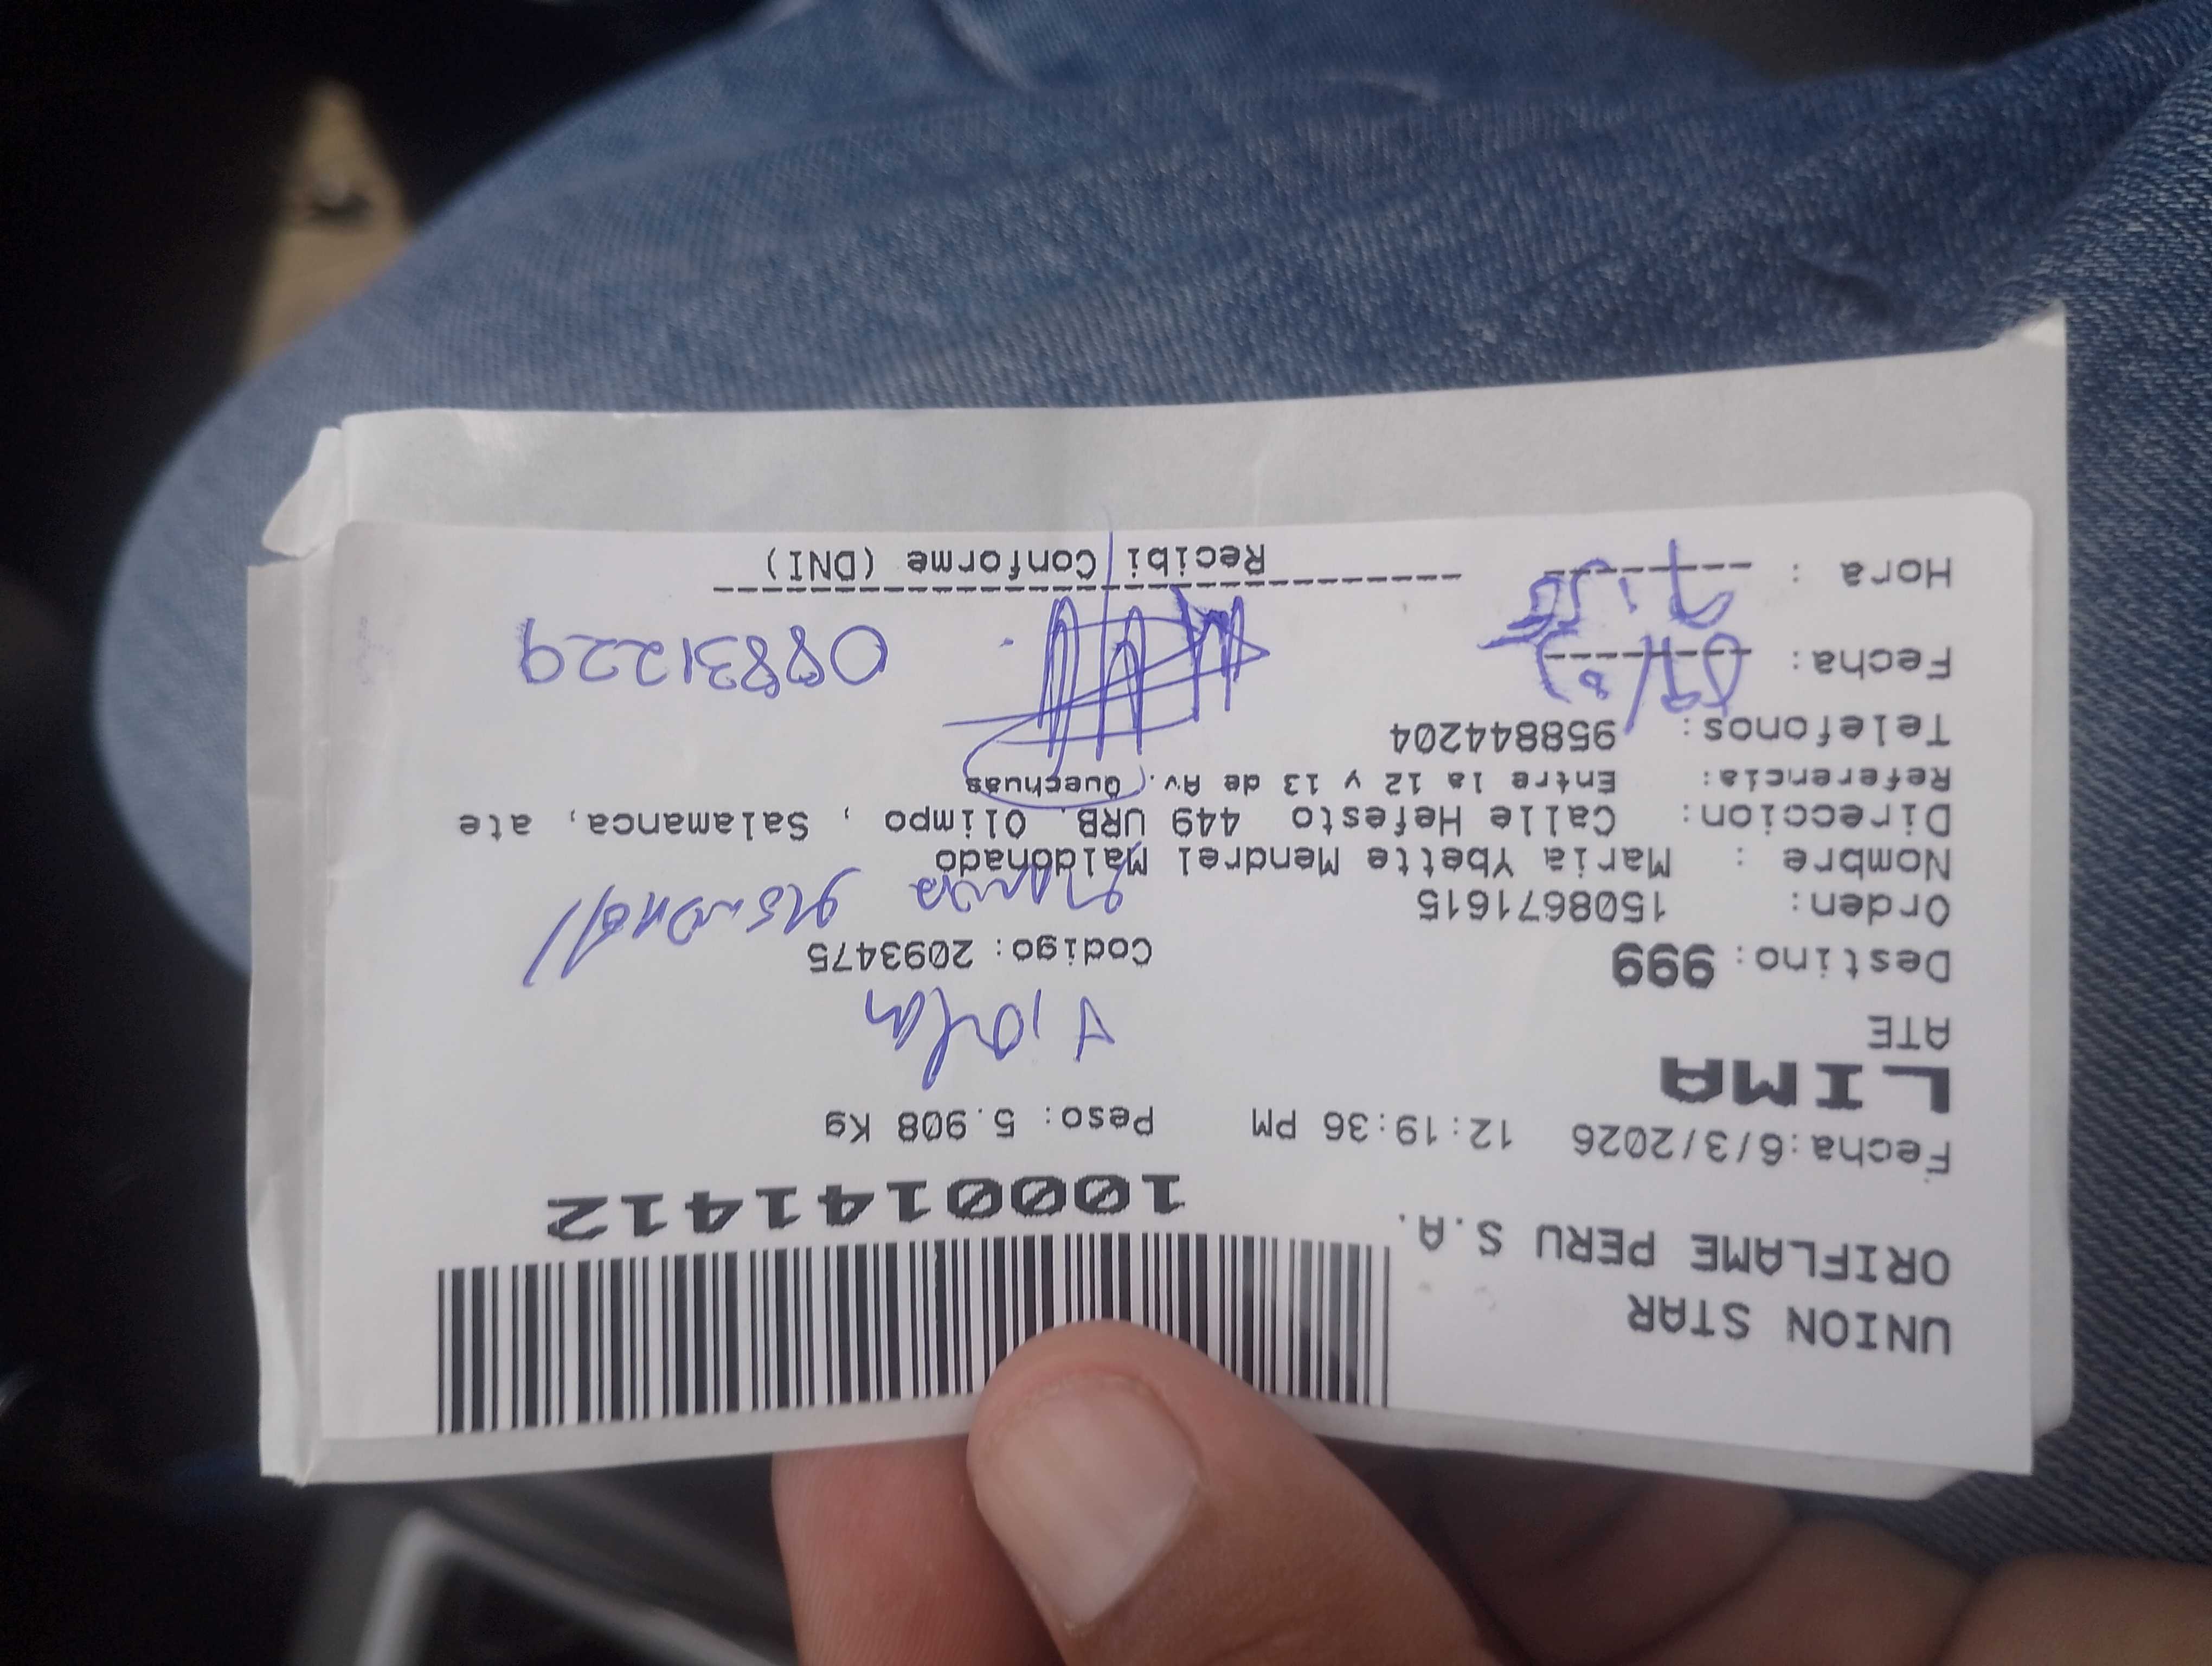 UNION STAR
ORIFLAME PERU S.A.
1000141412
Fecha:6/3/2026 12:19:36 PM Peso: 5.908 Kg
LIMA
ATE
Destino: 999 Codigo: 2093475
Orden: 1508671615
Nombre : Maria Ybette Mendrel Maldonado
Direccion: Calle Hefesto 449 URB. Olimpo , Salamanca, ate
Referencia: Entre la 12 y 13 de Av. Quechuas
Telefonos: 958844204
Fecha:
Hora :
08831229
Recibi Conforme (DNI)